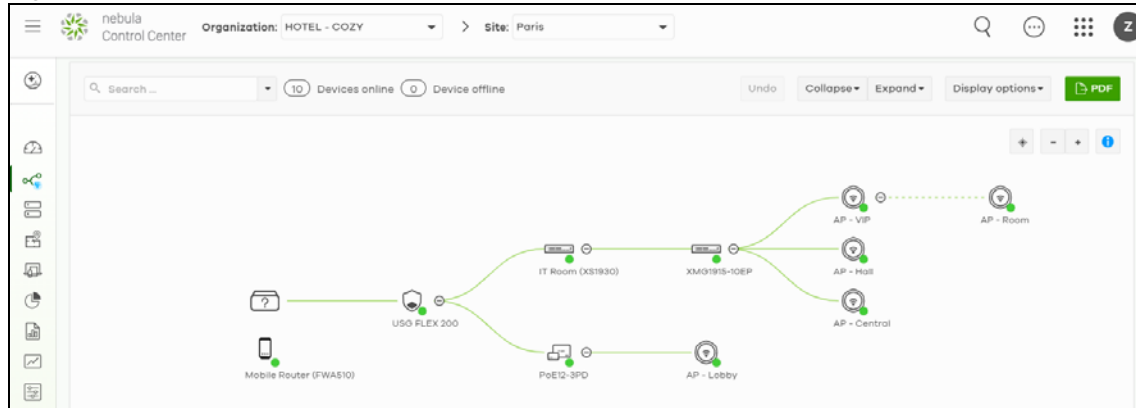 nebula
Control Center
Organization: HOTEL - COZY
Site: Paris
Z
Search ...
10 Devices online 0 Device offline
Undo
Collapse
Expand
Display options
PDF
AP - VIP
AP - Room
IT Room (XS1930)
XMG1915-10EP
AP - Hall
?
USG FLEX 200
AP - Central
Mobile Router (FWA510)
PoE12-3PD
AP - Lobby